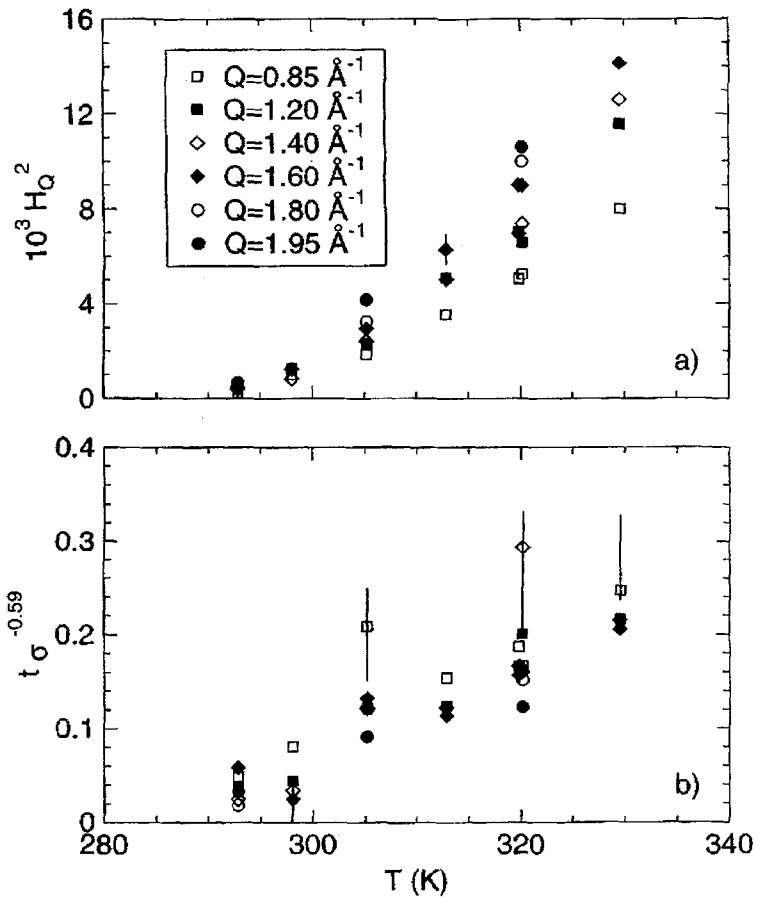 16
12
8
4
0
10³ H_Q²
Q=0.85 Å⁻¹
Q=1.20 Å⁻¹
Q=1.40 Å⁻¹
Q=1.60 Å⁻¹
Q=1.80 Å⁻¹
Q=1.95 Å⁻¹
a)
0.4
0.3
0.2
0.1
0
t_σ^-0.59
b)
280
300
320
340
T (K)